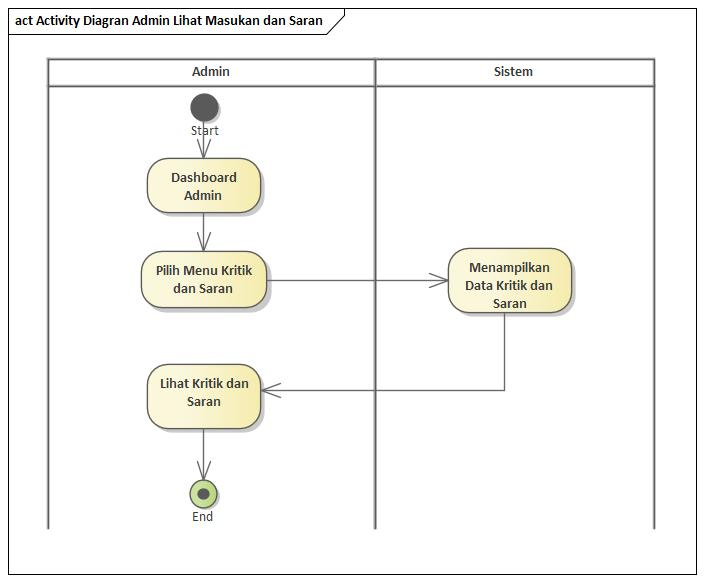 act Activity Diagran Admin Lihat Masukan dan Saran
Admin
Sistem
Start
Dashboard
Admin
Pilih Menu Kritik
dan Saran
Menampilkan
Data Kritik dan
Saran
Lihat Kritik dan
Saran
End